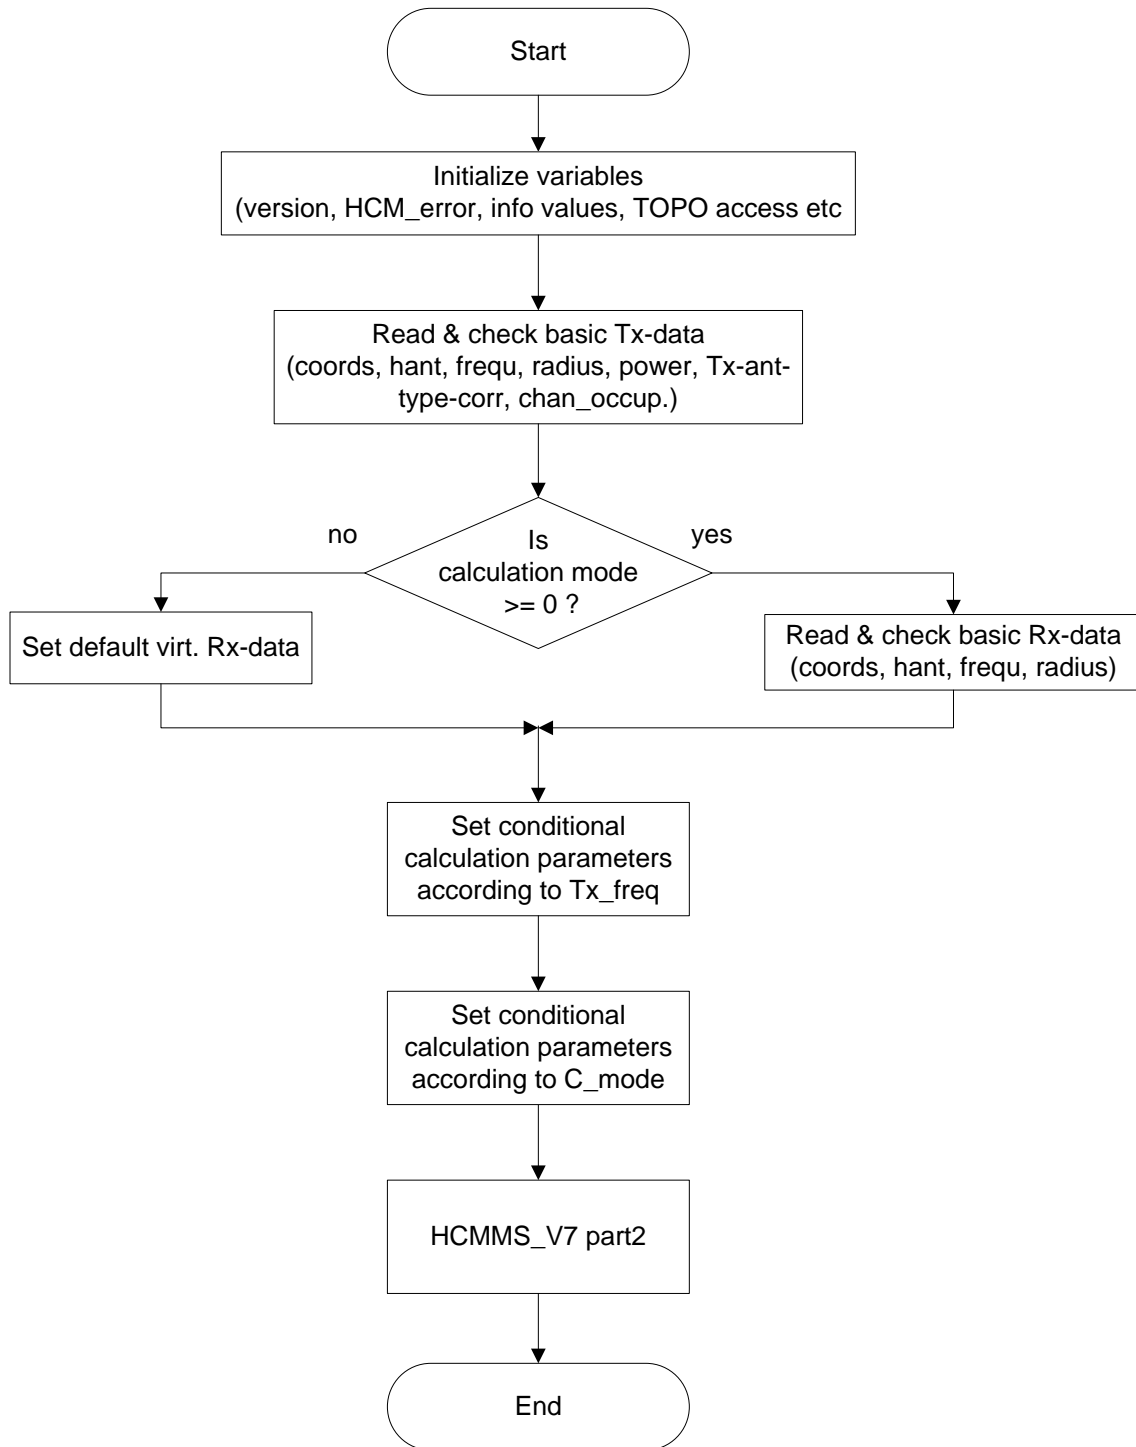 Start
Initialize variables
(version, HCM_error, info values, TOPO access etc
Read & check basic Tx-data
(coords, hant, frequ, radius, power, Tx-ant-
type-corr, chan_occup.)
no
Is
calculation mode
>= 0 ?
yes
Set default virt. Rx-data
Read & check basic Rx-data
(coords, hant, frequ, radius)
Set conditional
calculation parameters
according to Tx_freq
Set conditional
calculation parameters
according to C_mode
HCMMS_V7 part2
End